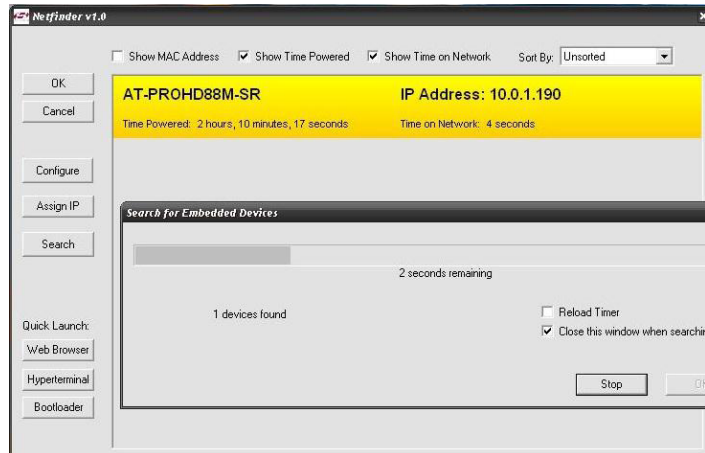 Netfinder v1.0
Show MAC Address Show Time Powered Show Time on Network Sort By: Unsorted
OK
Cancel
AT-PROHD88M-SR IP Address: 10.0.1.190
Time Powered: 2 hours, 10 minutes, 17 seconds Time on Network: 4 seconds
Configure
Assign IP
Search
Search for Embedded Devices
2 seconds remaining
1 devices found
Reload Timer
Close this window when searchin
Stop
Quick Launch:
Web Browser
Hyperterminal
Bootloader